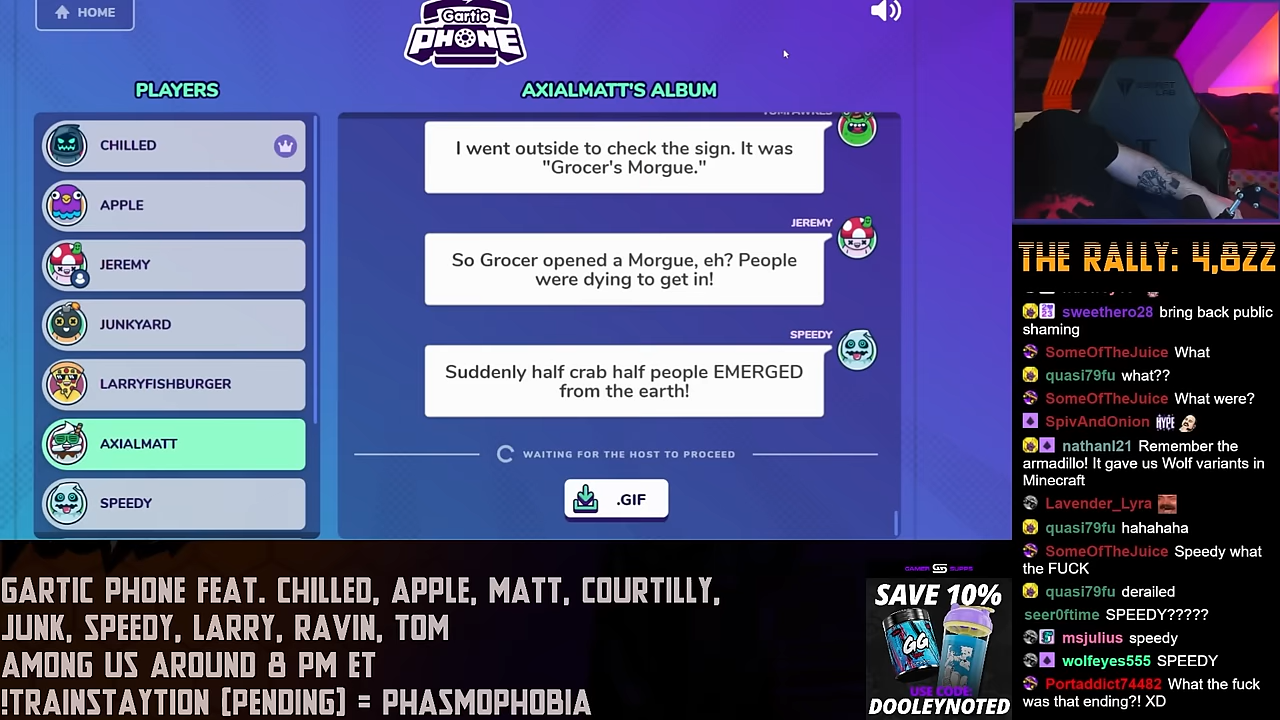 HOME
Gartic
PHONE
PLAYERS
CHILLED
APPLE
JEREMY
JUNKYARD
LARRYFISHBURGER
AXIALMATT
SPEEDY
AXIALMATT'S ALBUM
I went outside to check the sign. It was
"Grocer's Morgue."
JEREMY
So Grocer opened a Morgue, eh? People
were dying to get in!
SPEEDY
Suddenly half crab half people EMERGED
from the earth!
WAITING FOR THE HOST TO PROCEED
.GIF
THE RALLY: 4,822
sweethero28 bring back public
shaming
SomeOfTheJuice What
quasi79fu what??
SomeOfTheJuice What were?
SpivAndOnion HYPE
nathanl21 Remember the
armadillo! It gave us Wolf variants in
Minecraft
Lavender_Lyra
quasi79fu hahahaha
SomeOfTheJuice Speedy what
the FUCK
quasi79fu derailed
seer0ftime SPEEDY?????
msjulius speedy
wolfeyes555 SPEEDY
Portaddict74482 What the fuck
was that ending?! XD
GARTIC PHONE FEAT. CHILLED, APPLE, MATT, COURTILLY,
JUNK, SPEEDY, LARRY, RAVIN, TOM
AMONG US AROUND 8 PM ET
!TRAINSTAYTION (PENDING) = PHASMOPHOBIA
GAMER SUPPS
SAVE 10%
GG
USE CODE:
DOOLEYNOTED